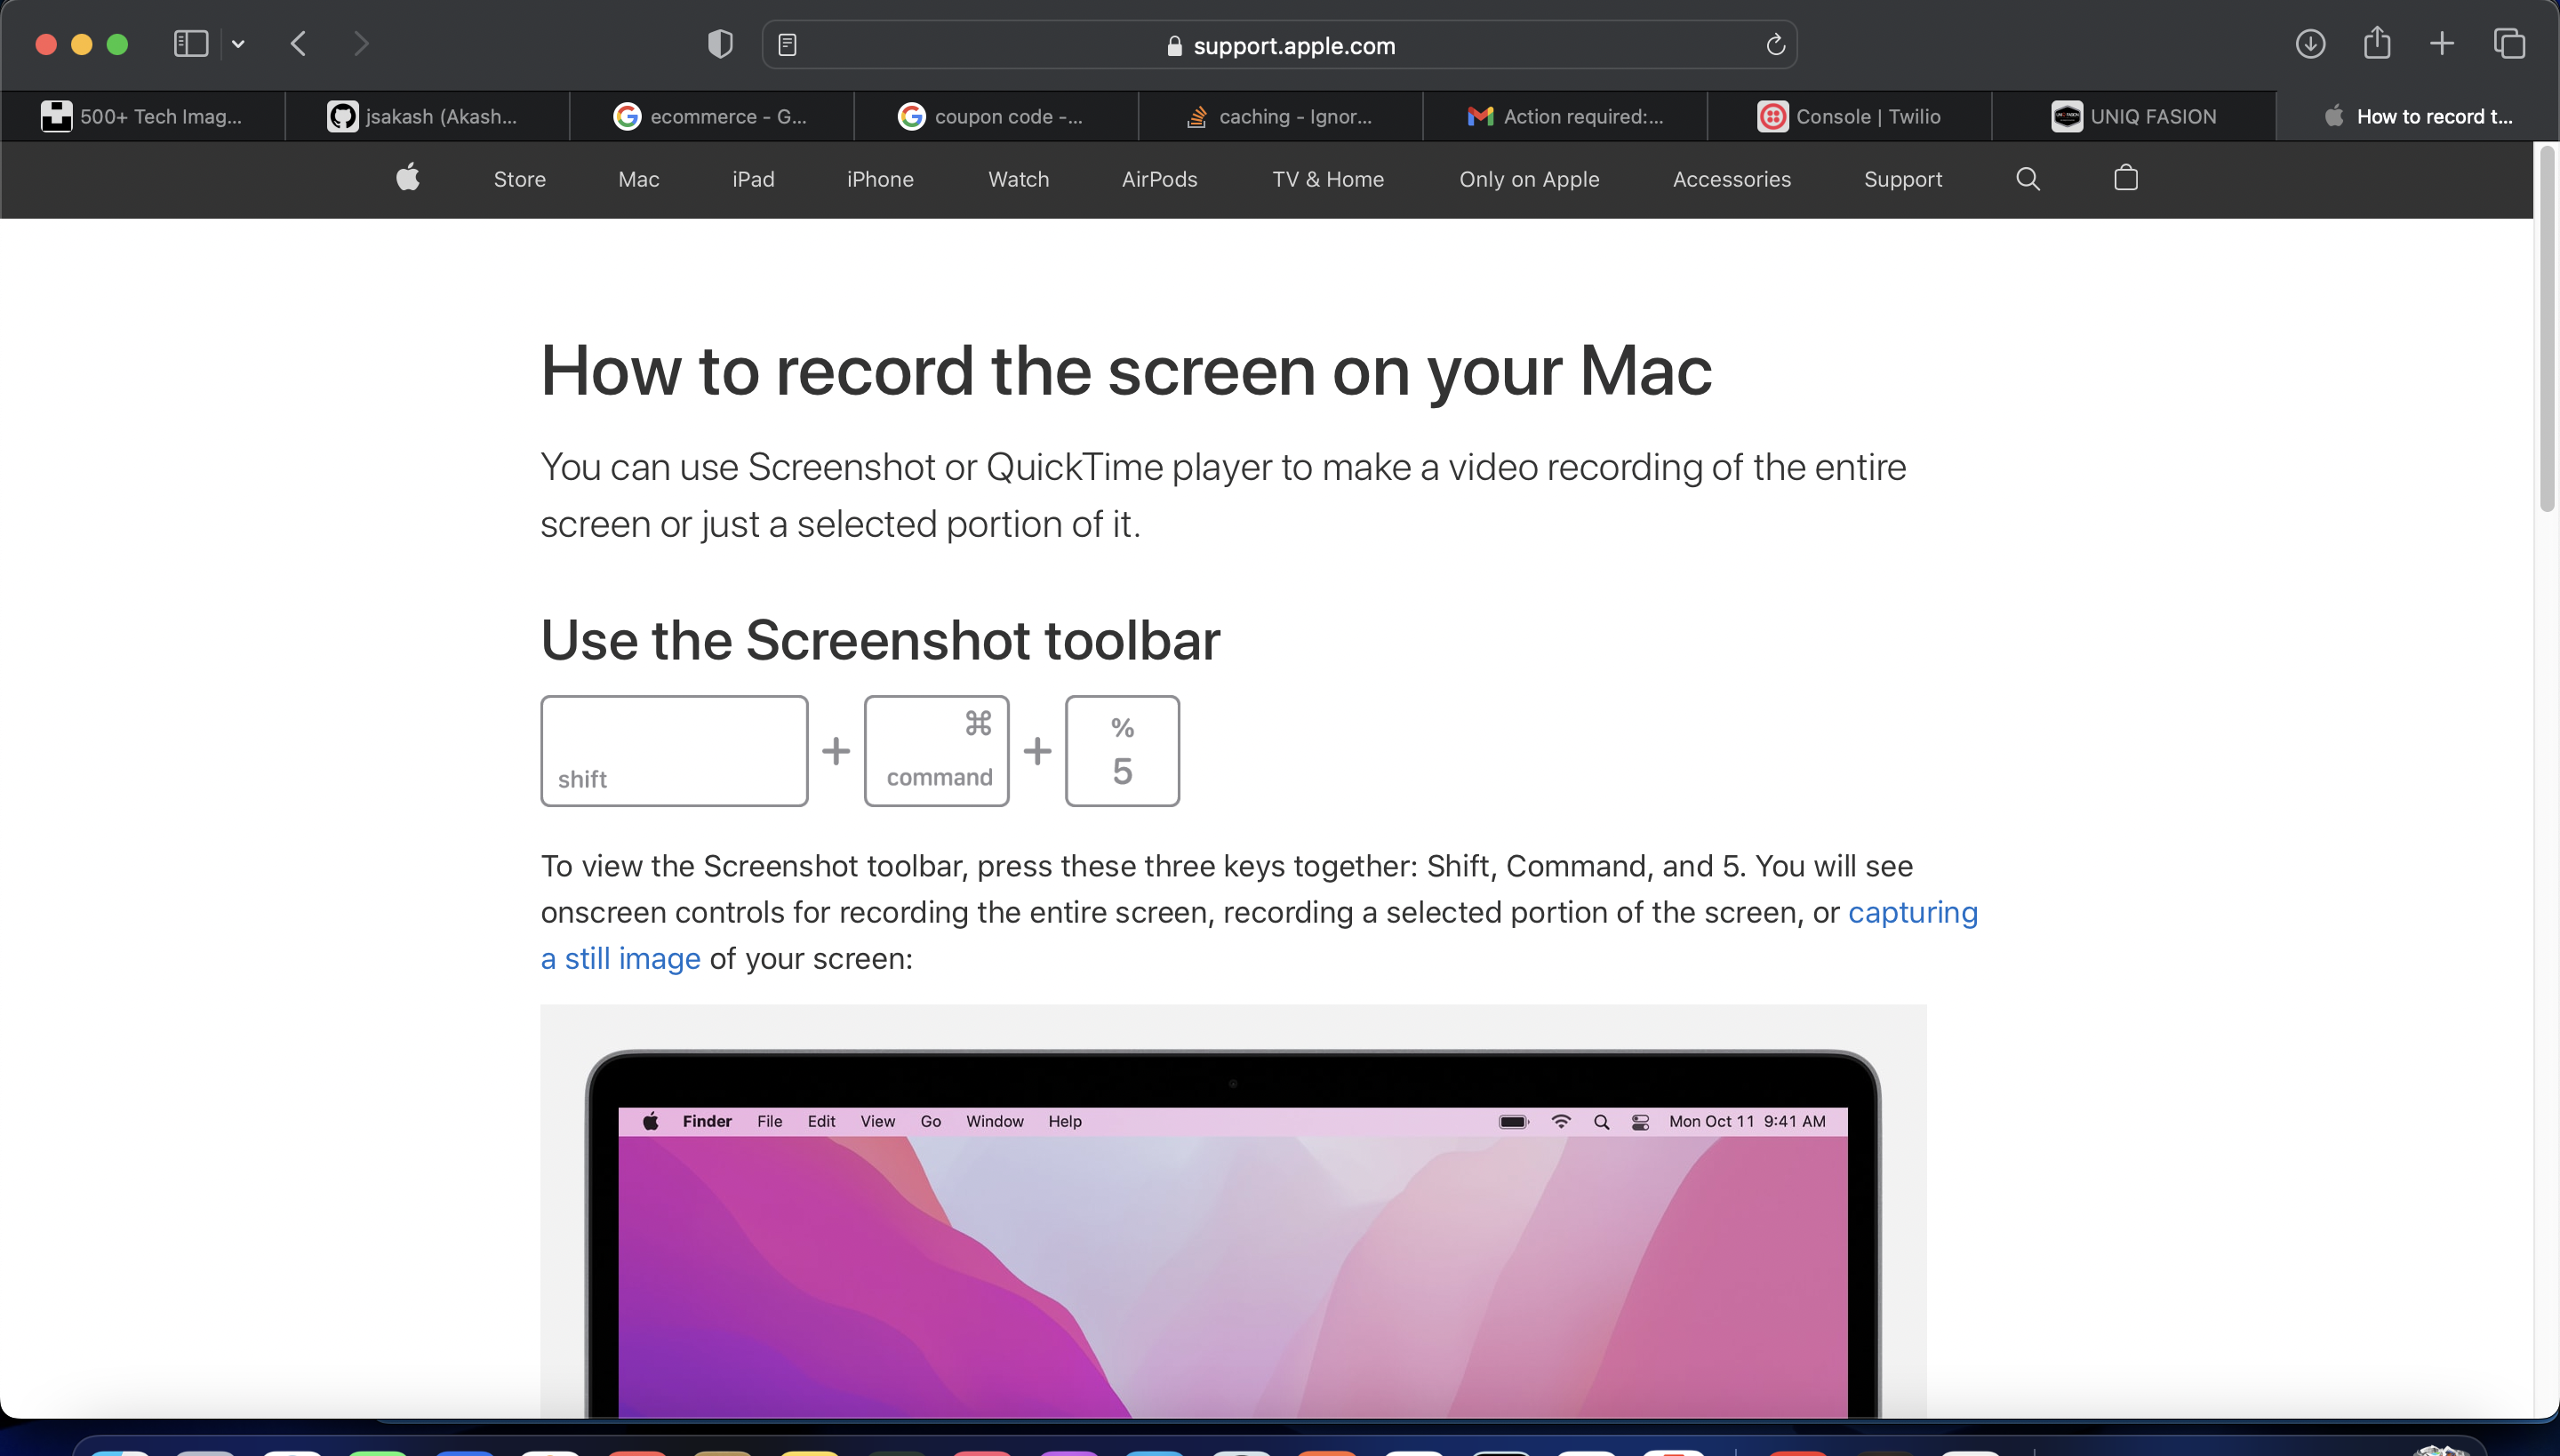 support.apple.com
500+ Tech Imag...
jsakash (Akash...
ecommerce - G...
coupon code -...
caching - Ignor...
Action required:...
Console | Twilio
UNIQ FASION
How to record t...
Store Mac iPad iPhone Watch AirPods TV & Home Only on Apple Accessories Support
How to record the screen on your Mac
You can use Screenshot or QuickTime player to make a video recording of the entire
screen or just a selected portion of it.
Use the Screenshot toolbar
shift + ⌘ command + % 5
To view the Screenshot toolbar, press these three keys together: Shift, Command, and 5. You will see
onscreen controls for recording the entire screen, recording a selected portion of the screen, or capturing
a still image of your screen:
Finder File Edit View Go Window Help Mon Oct 11 9:41 AM